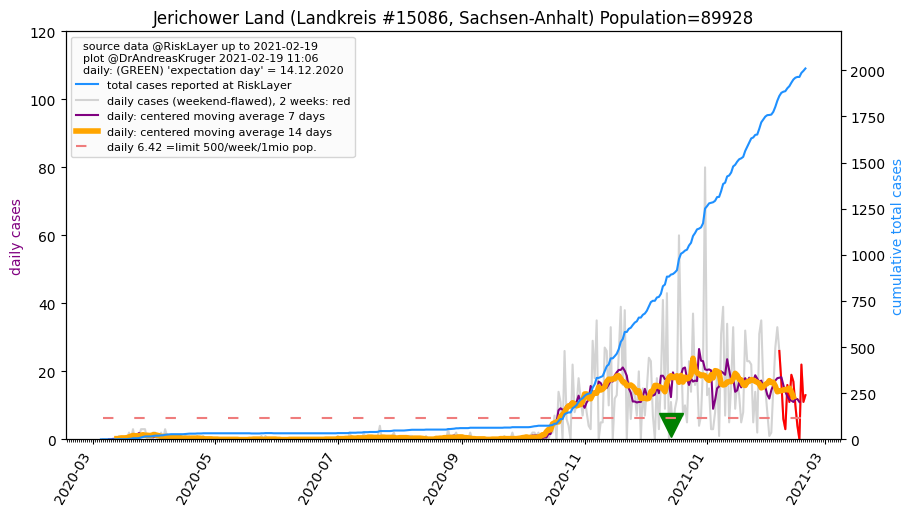 Jerichower Land (Landkreis #15086, Sachsen-Anhalt) Population=89928
source data @RiskLayer up to 2021-02-19
plot @DrAndreasKruger 2021-02-19 11:06
daily: (GREEN) 'expectation day' = 14.12.2020
total cases reported at RiskLayer
daily cases (weekend-flawed), 2 weeks: red
daily: centered moving average 7 days
daily: centered moving average 14 days
daily 6.42 =limit 500/week/1mio pop.
daily cases
120
100
80
60
40
20
0
cumulative total cases
2000
1750
1500
1250
1000
750
500
250
0
2020-03
2020-05
2020-07
2020-09
2020-11
2021-01
2021-03